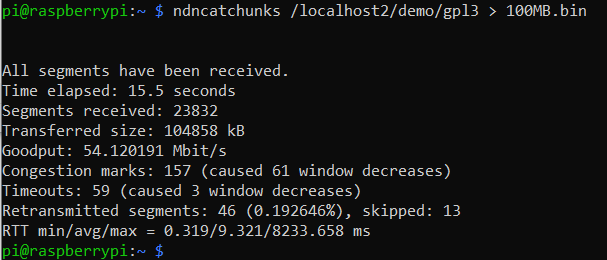 pi@raspberrypi:~ $ ndncatchunks /localhost2/demo/gpl3 > 100MB.bin
All segments have been received.
Time elapsed: 15.5 seconds
Segments received: 23832
Transferred size: 104858 kB
Goodput: 54.120191 Mbit/s
Congestion marks: 157 (caused 61 window decreases)
Timeouts: 59 (caused 3 window decreases)
Retransmitted segments: 46 (0.192646%), skipped: 13
RTT min/avg/max = 0.319/9.321/8233.658 ms
pi@raspberrypi:~ $